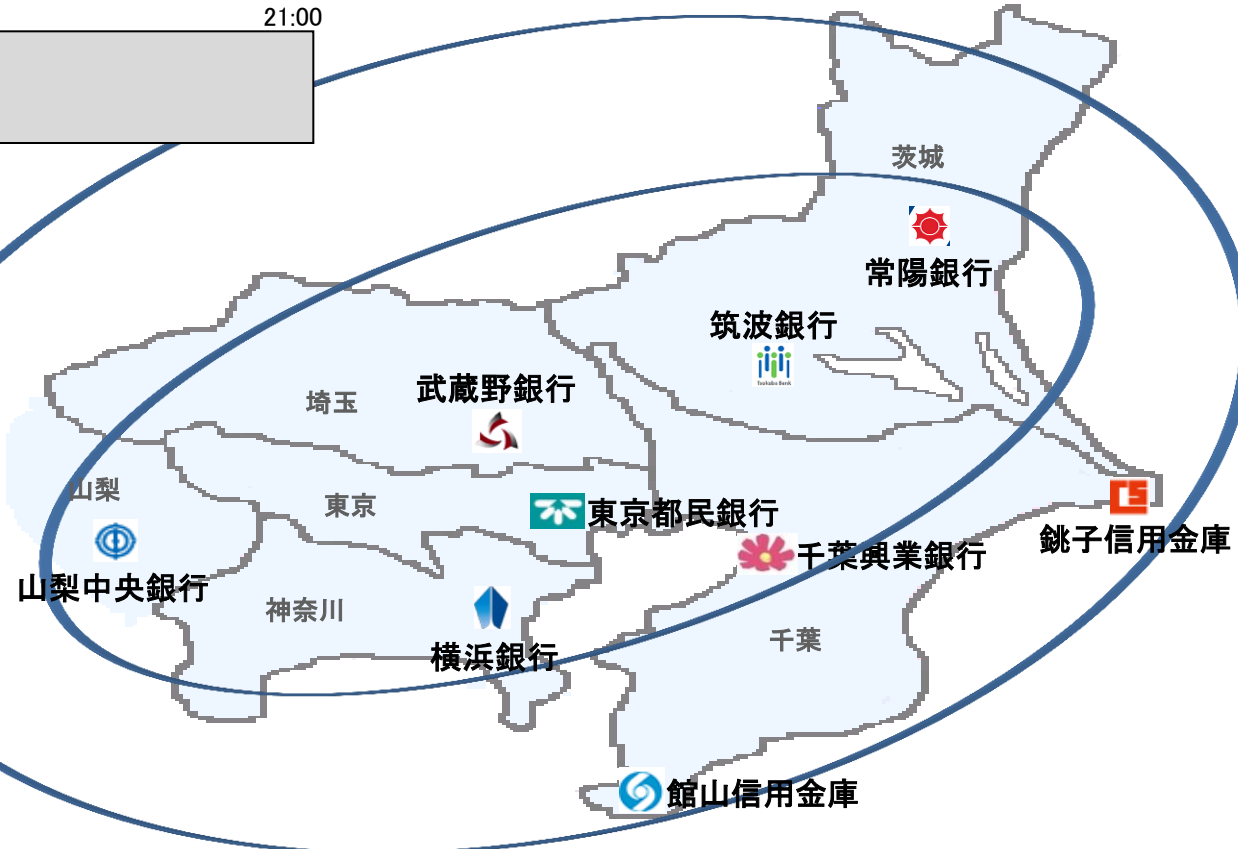 21:00
茨城
常陽銀行
筑波銀行
Tsukuba Bank
武蔵野銀行
埼玉
山梨
東京
東京都民銀行
銚子信用金庫
千葉興業銀行
山梨中央銀行
神奈川
千葉
横浜銀行
館山信用金庫